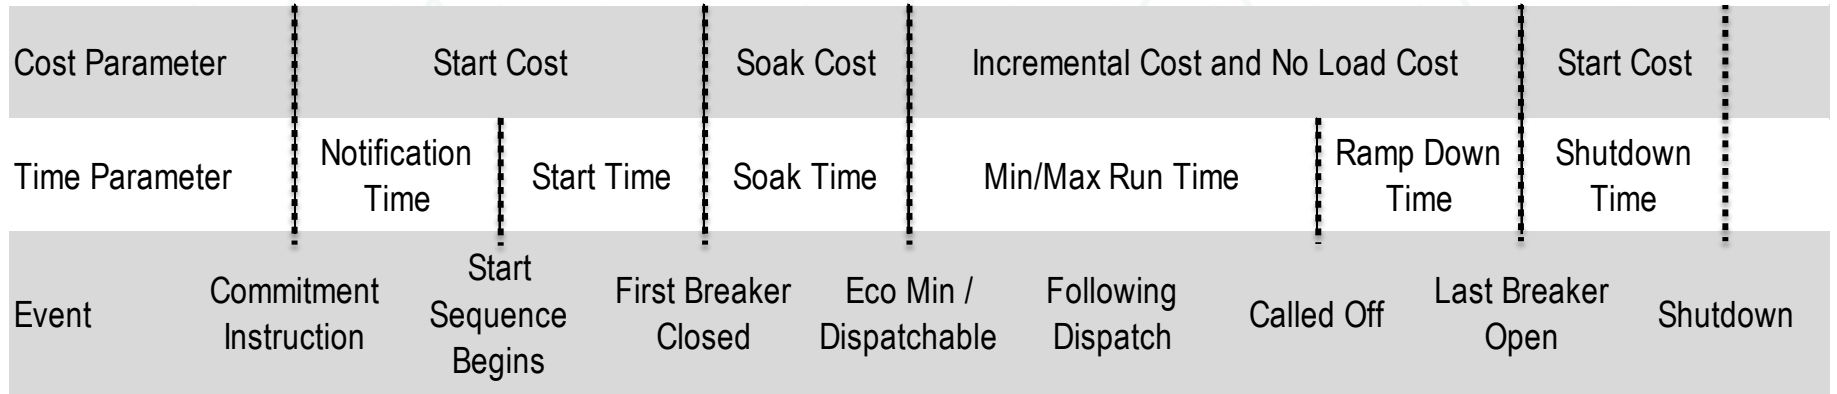 Cost Parameter
Start Cost
Soak Cost
Incremental Cost and No Load Cost
Start Cost
Time Parameter
Notification
Time
Start Time
Soak Time
Min/Max Run Time
Ramp Down
Time
Shutdown
Time
Event
Commitment
Instruction
Start
Sequence
Begins
First Breaker
Closed
Eco Min /
Dispatchable
Following
Dispatch
Called Off
Last Breaker
Open
Shutdown